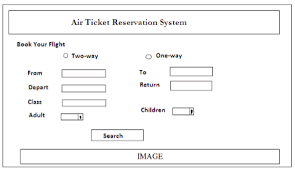 Air Ticket Reservation System
Book Your Flight
Two-way One-way
From To
Depart Return
Class
Adult Children
Search
IMAGE